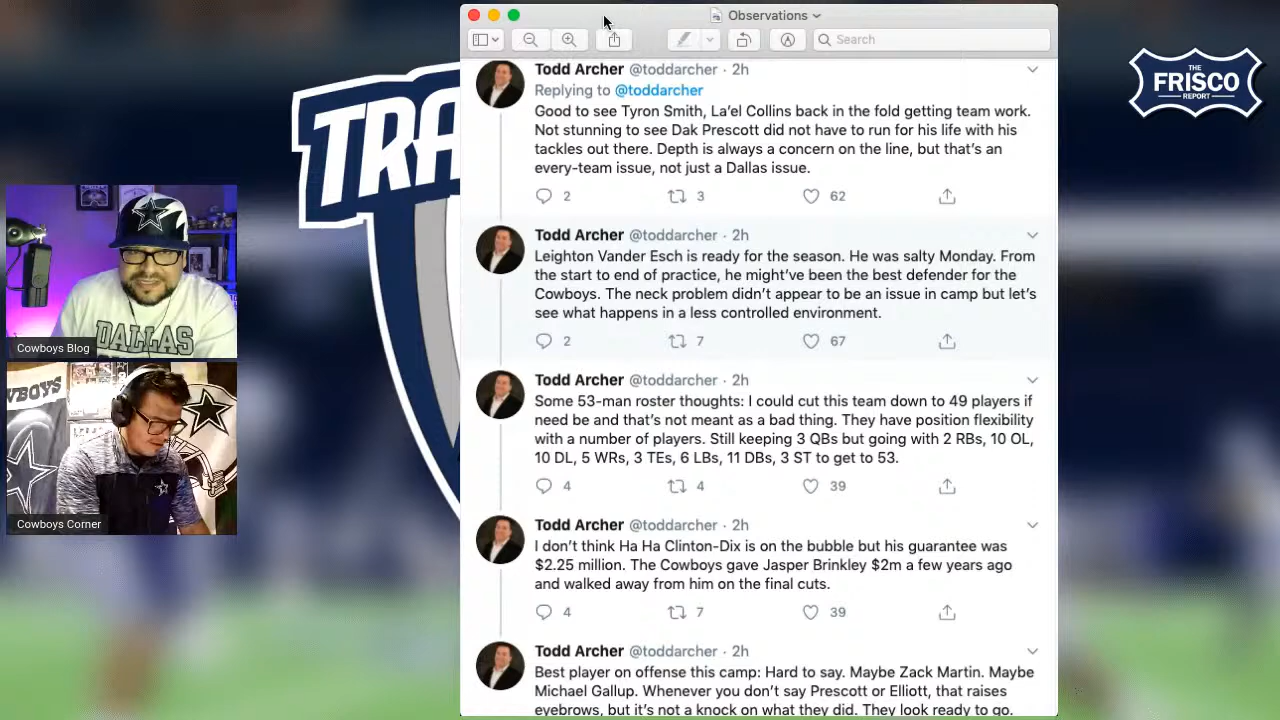 Observations
Search
Todd Archer @toddarcher · 2h
Replying to @toddarcher
Good to see Tyron Smith, La'el Collins back in the fold getting team work.
Not stunning to see Dak Prescott did not have to run for his life with his
tackles out there. Depth is always a concern on the line, but that's an
every-team issue, not just a Dallas issue.
2 3 62
Todd Archer @toddarcher · 2h
Leighton Vander Esch is ready for the season. He was salty Monday. From
the start to end of practice, he might've been the best defender for the
Cowboys. The neck problem didn't appear to be an issue in camp but let's
see what happens in a less controlled environment.
2 7 67
Todd Archer @toddarcher · 2h
Some 53-man roster thoughts: I could cut this team down to 49 players if
need be and that's not meant as a bad thing. They have position flexibility
with a number of players. Still keeping 3 QBs but going with 2 RBs, 10 OL,
10 DL, 5 WRs, 3 TEs, 6 LBs, 11 DBs, 3 ST to get to 53.
4 4 39
Todd Archer @toddarcher · 2h
I don't think Ha Ha Clinton-Dix is on the bubble but his guarantee was
$2.25 million. The Cowboys gave Jasper Brinkley $2m a few years ago
and walked away from him on the final cuts.
4 7 39
Todd Archer @toddarcher · 2h
Best player on offense this camp: Hard to say. Maybe Zack Martin. Maybe
Michael Gallup. Whenever you don't say Prescott or Elliott, that raises
eyebrows, but it's not a knock on what they did. They look ready to go.
THE
FRISCO
REPORT
TRA
DALLAS
Cowboys Blog
WBOYS
Cowboys Corner